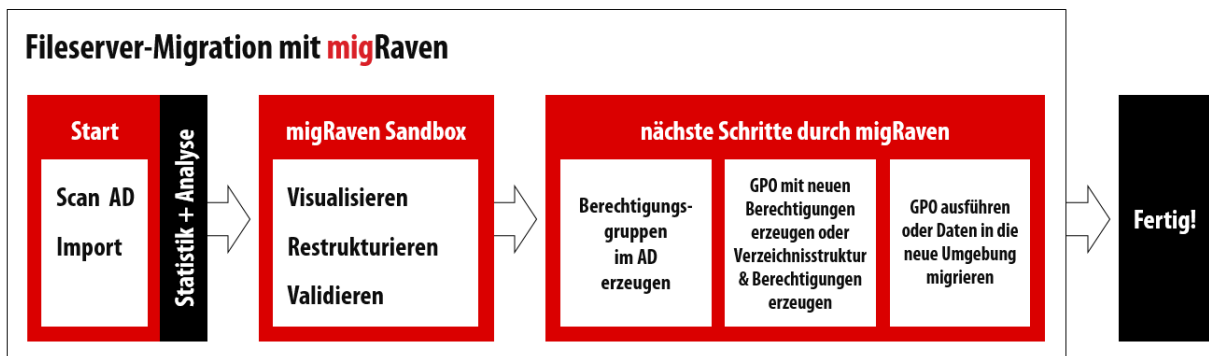 Fileserver-Migration mit migRaven
Start
Scan AD
Import
Statistik + Analyse
migRaven Sandbox
Visualisieren
Restrukturieren
Validieren
nächste Schritte durch migRaven
Berechtigungs-
gruppen
im AD
erzeugen
GPO mit neuen
Berechtigungen
erzeugen oder
Verzeichnisstruktur
& Berechtigungen
erzeugen
GPO ausführen
oder Daten in die
neue Umgebung
migrieren
Fertig!